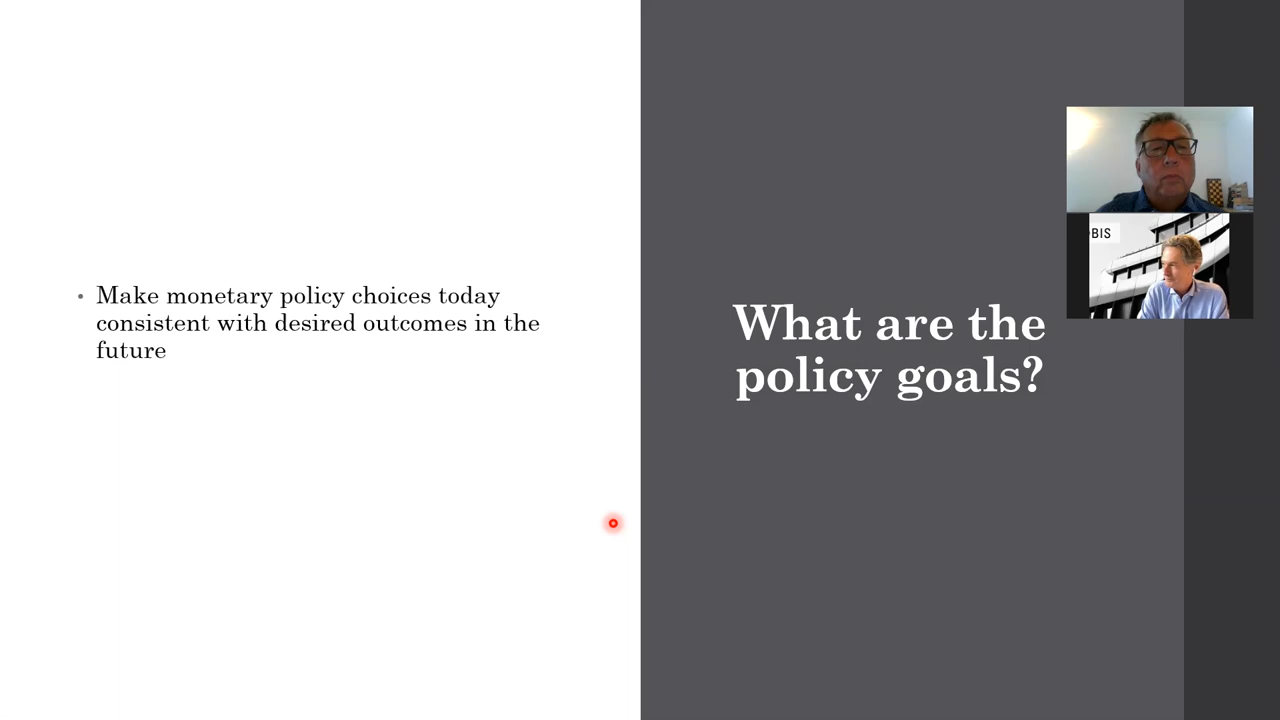 Make monetary policy choices today
consistent with desired outcomes in the
future
What are the
policy goals?
BIS